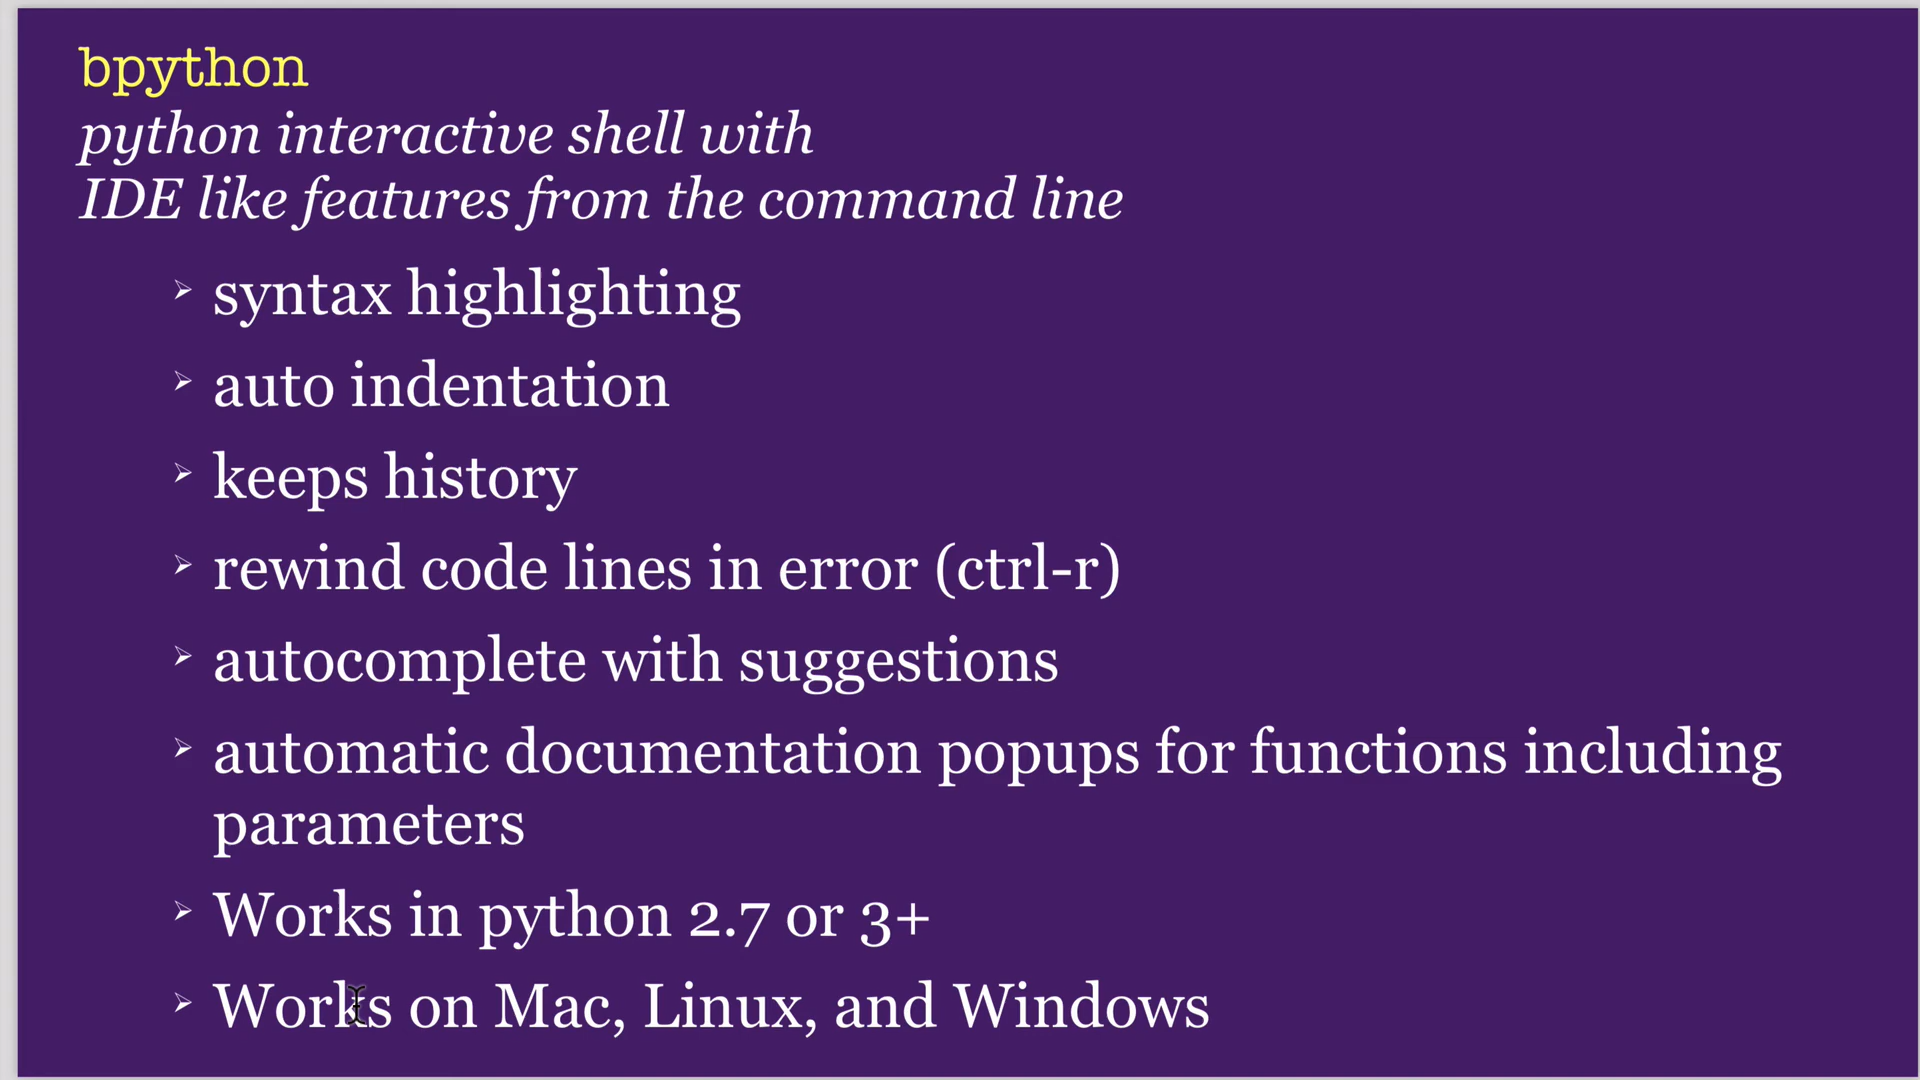 bpython
python interactive shell with
IDE like features from the command line
➢ syntax highlighting
➢ auto indentation
➢ keeps history
➢ rewind code lines in error (ctrl-r)
➢ autocomplete with suggestions
➢ automatic documentation popups for functions including
parameters
➢ Works in python 2.7 or 3+
➢ Works on Mac, Linux, and Windows